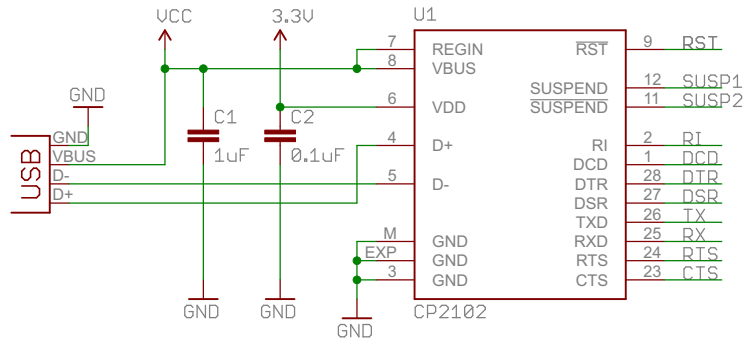 VCC 3.3V U1
7 REGIN RST 9 RST
8 VBUS
SUSPEND 12 SUSP1
GND 6 VDD SUSPEND 11 SUSP2
C1 C2
4 D+ RI 2 RI
GND 1uF 0.1uF
VBUS DCD 1 DCD
USB D- 5 D- DTR 28 DTR
D+ DSR 27 DSR
TXD 26 TX
M GND RXD 25 RX
EXP GND RTS 24 RTS
3 GND CTS 23 CTS
GND GND CP2102
GND